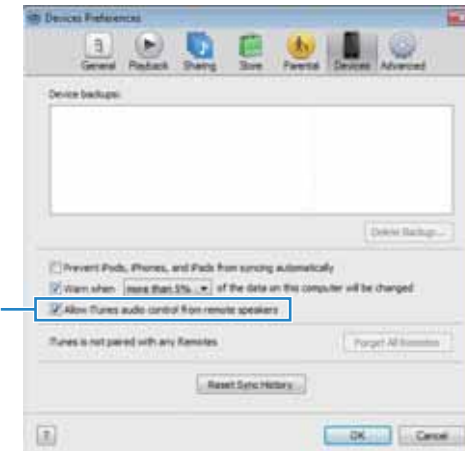 Devices Preferences
General Playback Sharing Store Parental Devices Advanced
Device backups:
Delete Backup...
Prevent iPods, iPhones, and iPads from syncing automatically
Warn when more than 5% of the data on this computer will be changed
Allow iTunes audio control from remote speakers
iTunes is not paired with any Remotes
Forget All Remotes
Reset Sync History
?
OK Cancel